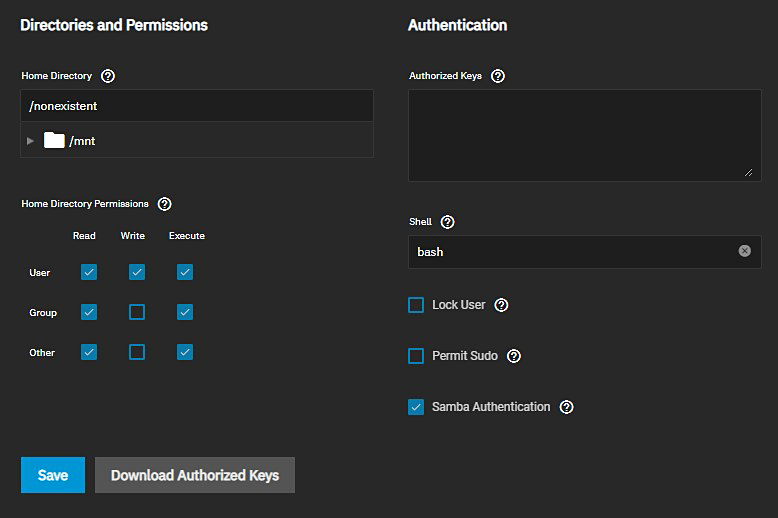 Directories and Permissions
Home Directory
/nonexistent
/mnt
Home Directory Permissions
Read Write Execute
User
Group
Other
Authentication
Authorized Keys
Shell
bash
Lock User
Permit Sudo
Samba Authentication
Save
Download Authorized Keys